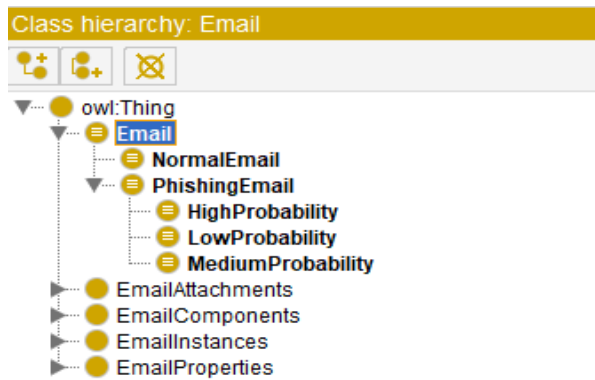 Class hierarchy: Email
owl:Thing
Email
NormalEmail
PhishingEmail
HighProbability
LowProbability
MediumProbability
EmailAttachments
EmailComponents
EmailInstances
EmailProperties